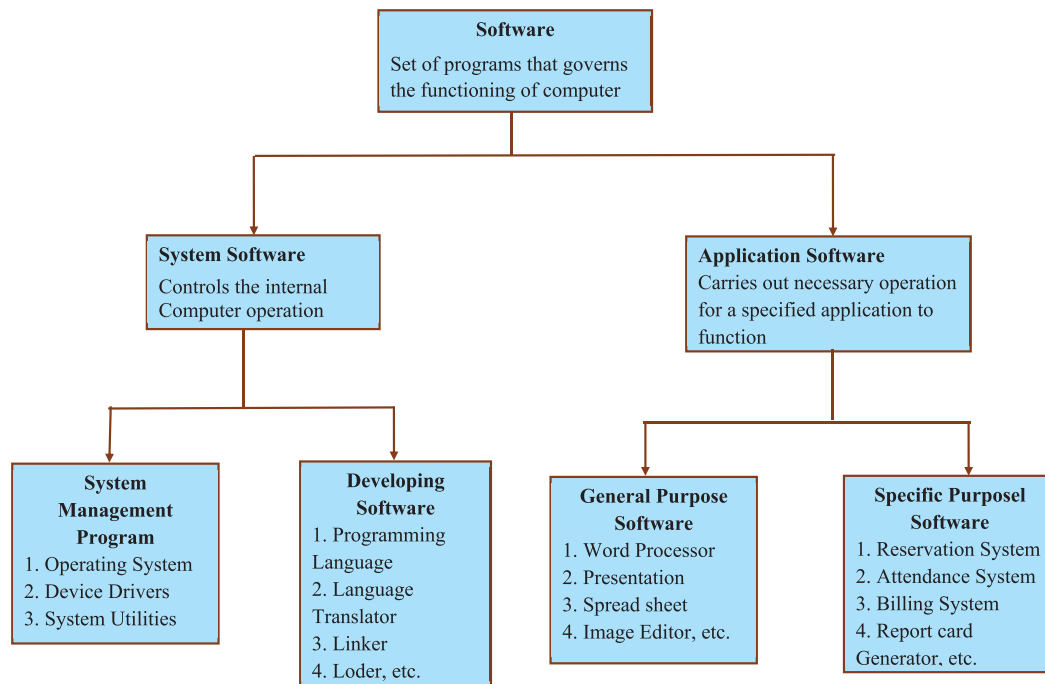 Software
Set of programs that governs
the functioning of computer
System Software
Controls the internal
Computer operation
Application Software
Carries out necessary operation
for a specified application to
function
System
Management
Program
1. Operating System
2. Device Drivers
3. System Utilities
Developing
Software
1. Programming
Language
2. Language
Translator
3. Linker
4. Loder, etc.
General Purpose
Software
1. Word Processor
2. Presentation
3. Spread sheet
4. Image Editor, etc.
Specific Purposel
Software
1. Reservation System
2. Attendance System
3. Billing System
4. Report card
Generator, etc.